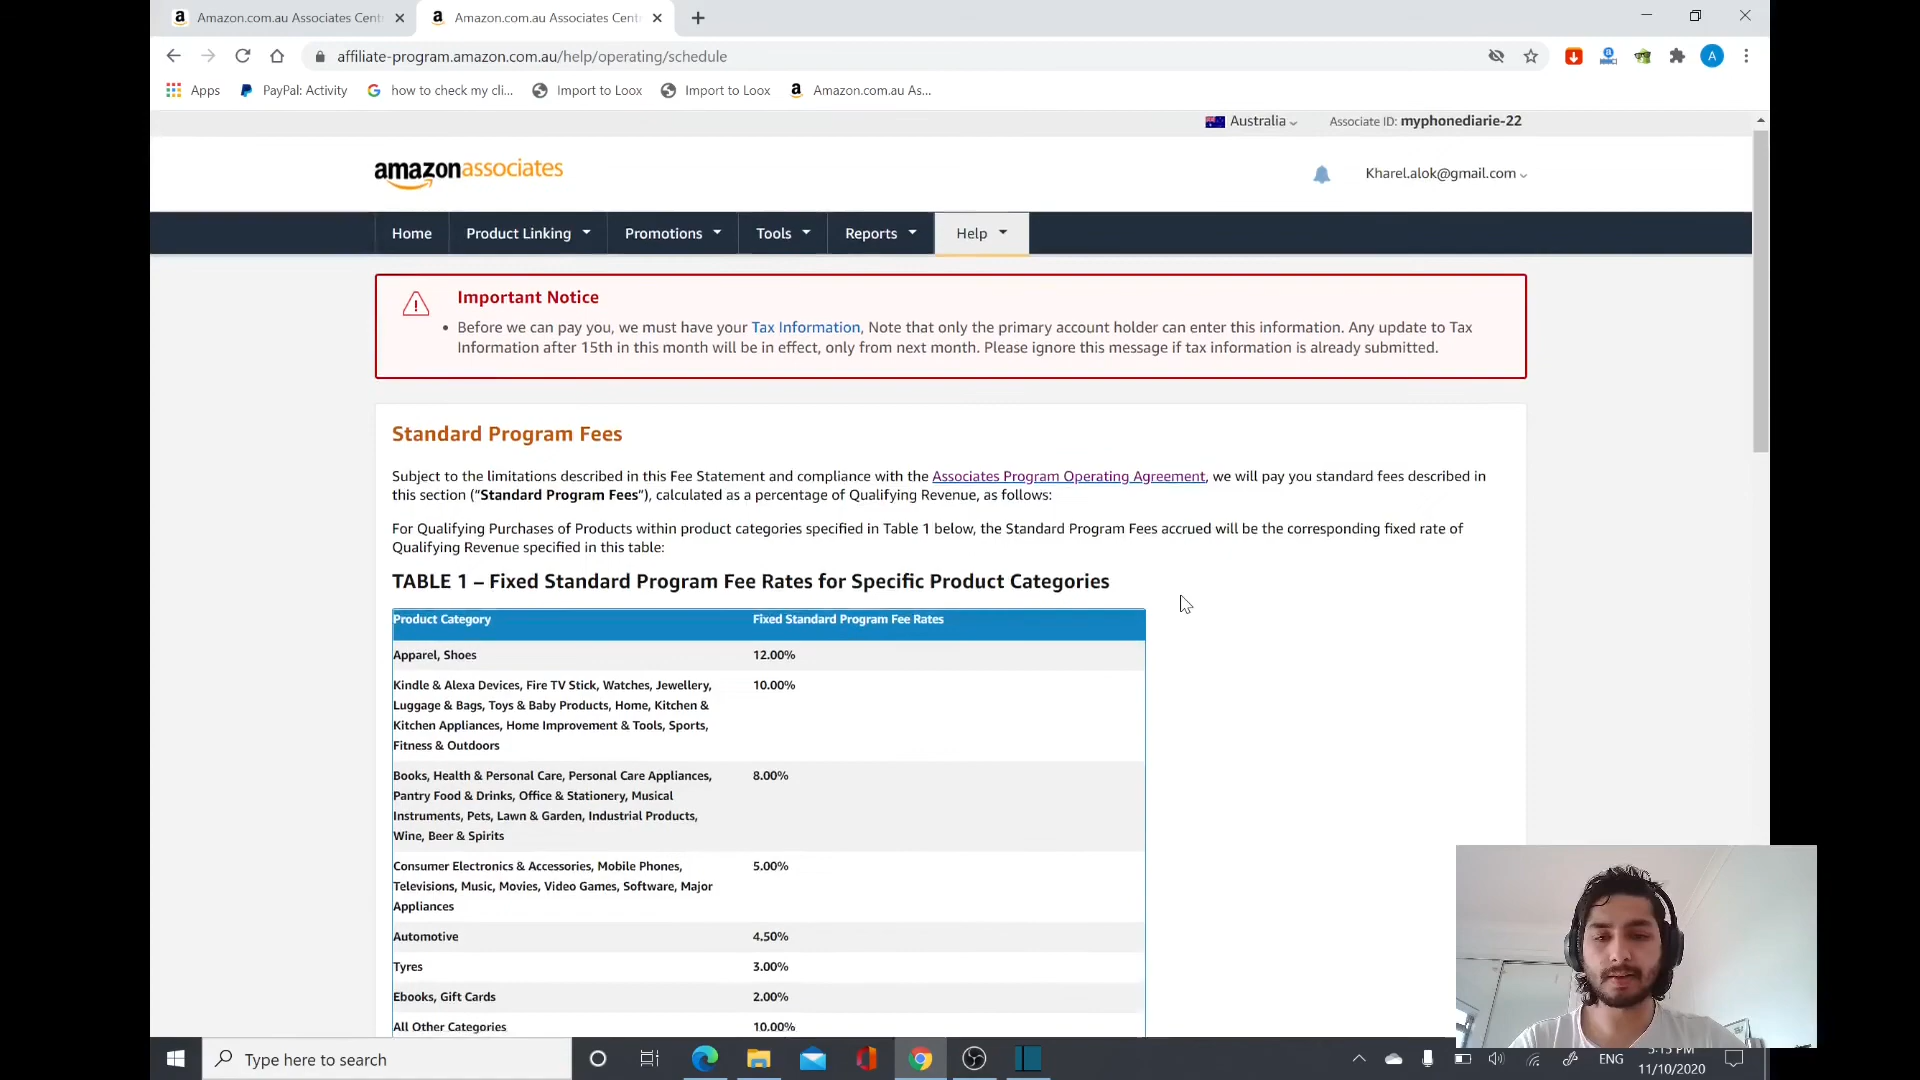 Amazon.com.au Associates Cent
Amazon.com.au Associates Cent
affiliate-program.amazon.com.au/help/operating/schedule
A
Apps
PayPal: Activity
how to check my cli...
Import to Loox
Import to Loox
Amazon.com.au As...
Australia
Associate ID: myphonediarie-22
amazonassociates
Kharel.alok@gmail.com
Home
Product Linking
Promotions
Tools
Reports
Help
Important Notice
• Before we can pay you, we must have your Tax Information, Note that only the primary account holder can enter this information. Any update to Tax
Information after 15th in this month will be in effect, only from next month. Please ignore this message if tax information is already submitted.
Standard Program Fees
Subject to the limitations described in this Fee Statement and compliance with the Associates Program Operating Agreement, we will pay you standard fees described in
this section (“Standard Program Fees”), calculated as a percentage of Qualifying Revenue, as follows:
For Qualifying Purchases of Products within product categories specified in Table 1 below, the Standard Program Fees accrued will be the corresponding fixed rate of
Qualifying Revenue specified in this table:
TABLE 1 – Fixed Standard Program Fee Rates for Specific Product Categories
Product Category
Fixed Standard Program Fee Rates
Apparel, Shoes
12.00%
Kindle & Alexa Devices, Fire TV Stick, Watches, Jewellery,
10.00%
Luggage & Bags, Toys & Baby Products, Home, Kitchen &
Kitchen Appliances, Home Improvement & Tools, Sports,
Fitness & Outdoors
Books, Health & Personal Care, Personal Care Appliances,
8.00%
Pantry Food & Drinks, Office & Stationery, Musical
Instruments, Pets, Lawn & Garden, Industrial Products,
Wine, Beer & Spirits
Consumer Electronics & Accessories, Mobile Phones,
5.00%
Televisions, Music, Movies, Video Games, Software, Major
Appliances
Automotive
4.50%
Tyres
3.00%
Ebooks, Gift Cards
2.00%
All Other Categories
10.00%
Type here to search
ENG
5:15 PM
11/10/2020